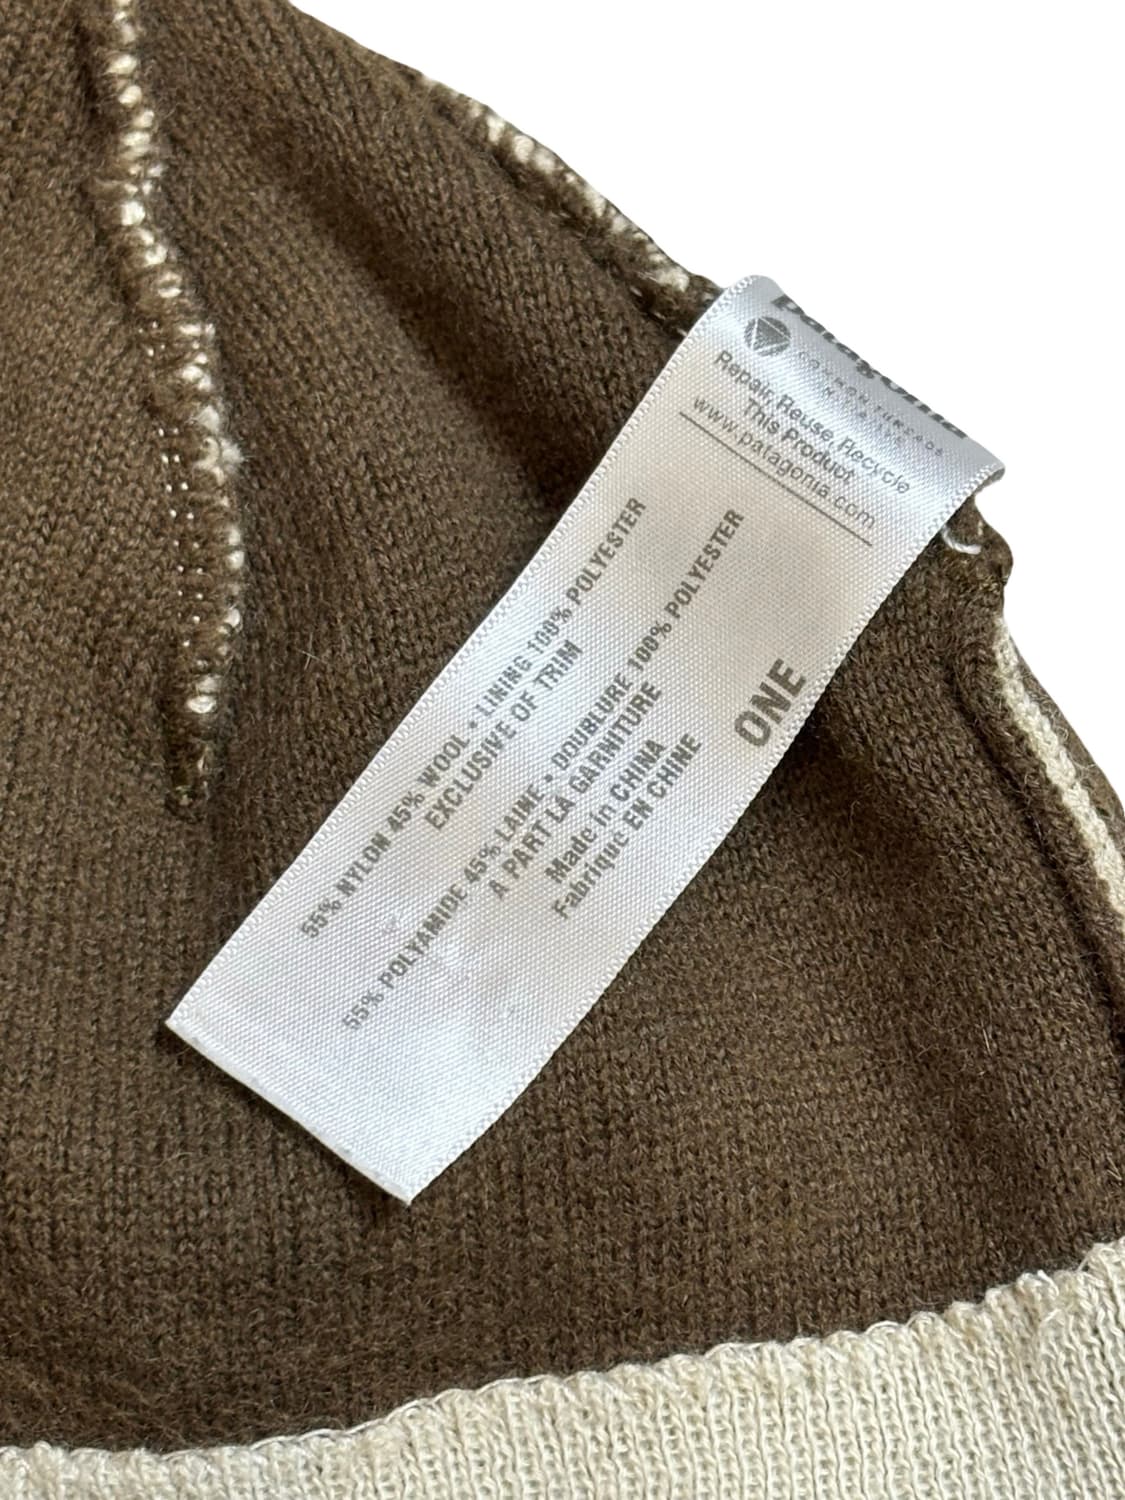 patagonia
COMMON THREADS
INITIATIVE
Repair, Reuse, Recycle
This Product
www.patagonia.com
55% NYLON 45% WOOL • LINING 100% POLYESTER
EXCLUSIVE OF TRIM
55% POLYAMIDE 45% LAINE • DOUBLURE 100% POLYESTER
A PART LA GARNITURE
Made in CHINA
Fabrique EN CHINE
ONE